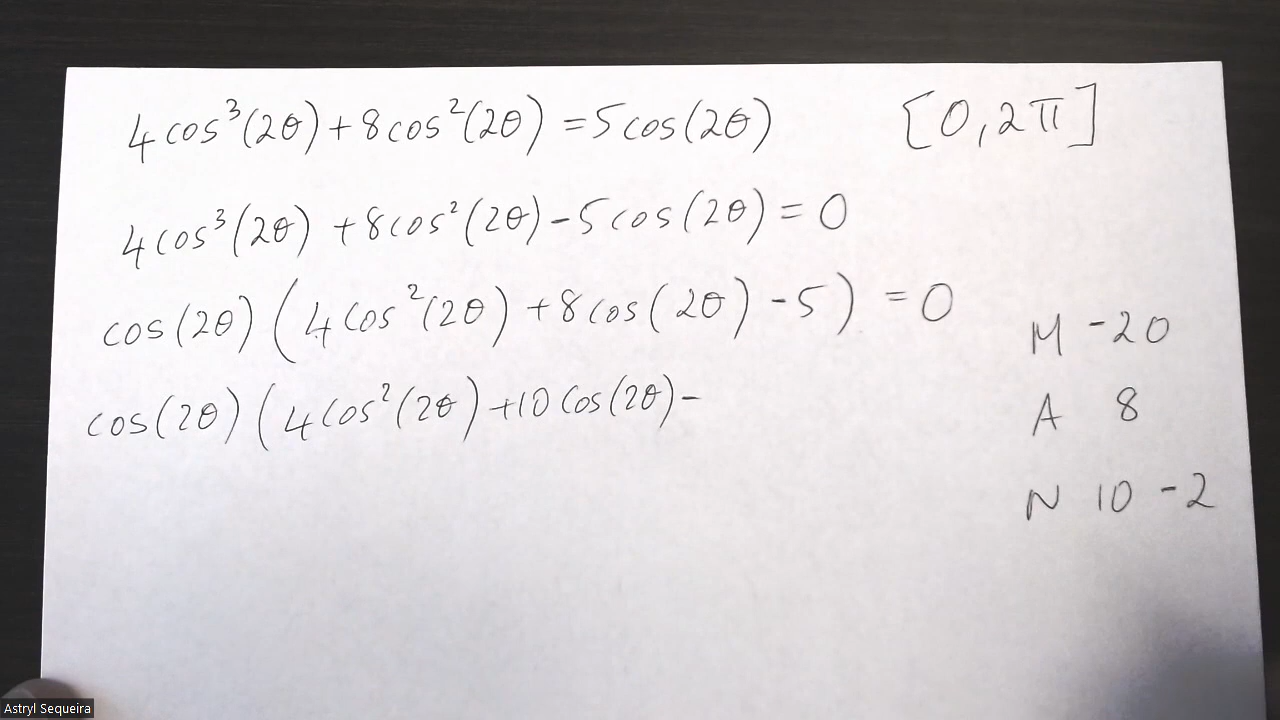 4cos³(2θ)+8cos²(2θ)=5cos(2θ) [0,2π]
4cos³(2θ)+8cos²(2θ)-5cos(2θ)=0
cos(2θ)(4cos²(2θ)+8cos(2θ)-5)=0
M -20
cos(2θ)(4cos²(2θ)+10cos(2θ)-
A 8
N 10 -2
Astryl Sequeira